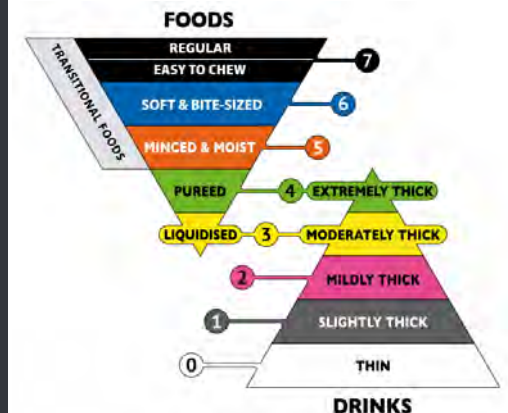 FOODS
REGULAR
EASY TO CHEW
7
TRANSITIONAL FOODS
SOFT & BITE-SIZED
6
MINCED & MOIST
5
PUREED
4
EXTREMELY THICK
LIQUIDISED
3
MODERATELY THICK
2
MILDLY THICK
1
SLIGHTLY THICK
0
THIN
DRINKS